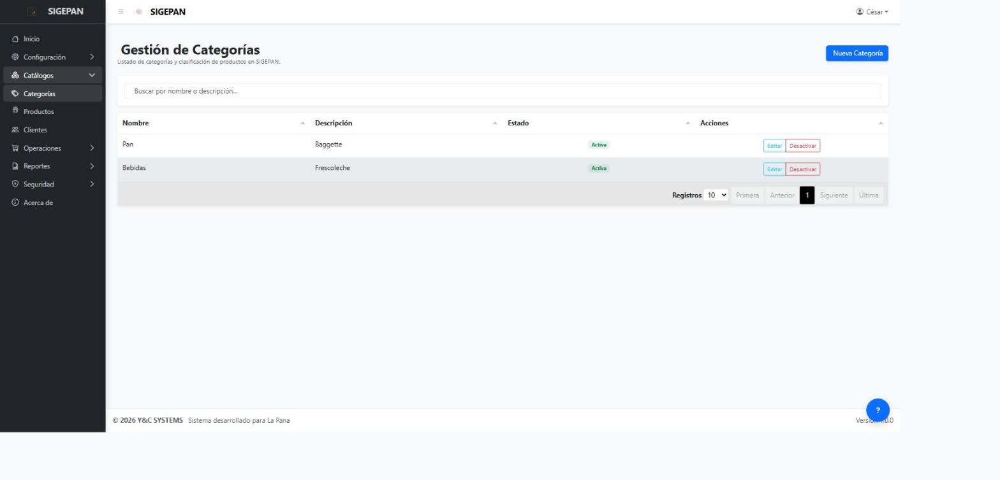 SIGEPAN
SIGEPAN
César
Inicio
Configuración
Catálogos
Categorías
Productos
Clientes
Operaciones
Reportes
Seguridad
Acerca de
Gestión de Categorías
Listado de categorías y clasificación de productos en SIGEPAN.
Nueva Categoría
Buscar por nombre o descripción...
Nombre Descripción Estado Acciones
Pan Baggette Activa Editar Desactivar
Bebidas Frescoleche Activa Editar Desactivar
Registros 10 Primera Anterior 1 Siguiente Última
?
© 2026 Y&C SYSTEMS Sistema desarrollado para La Pana